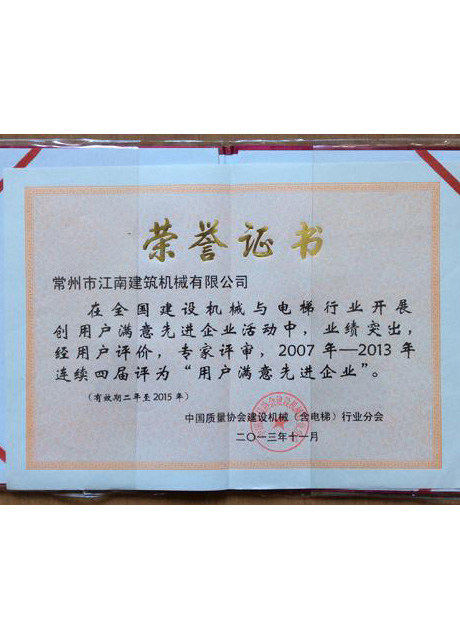 荣誉证书
常州市江南建筑机械有限公司
在全国建设机械与电梯行业开展
创用户满意先进企业活动中，业绩突出，
经用户评价，专家评审，2007年—2013年
连续四届评为“用户满意先进企业”。
（有效期二年至2015年）
中国质量协会建设机械（含电梯）行业分会
二〇一三年十一月